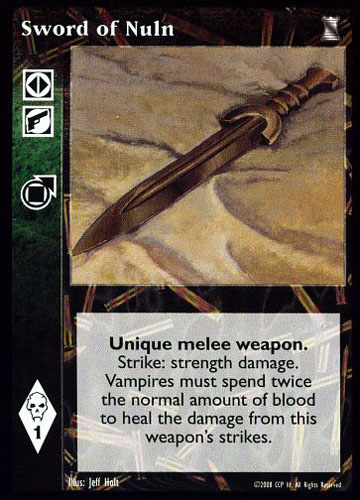 Sword of Nuln
Unique melee weapon.
Strike: strength damage.
Vampires must spend twice
the normal amount of blood
to heal the damage from this
weapon's strikes.
1
Illus: Jeff Holt
©2008 CCP hf. All Rights Reserved